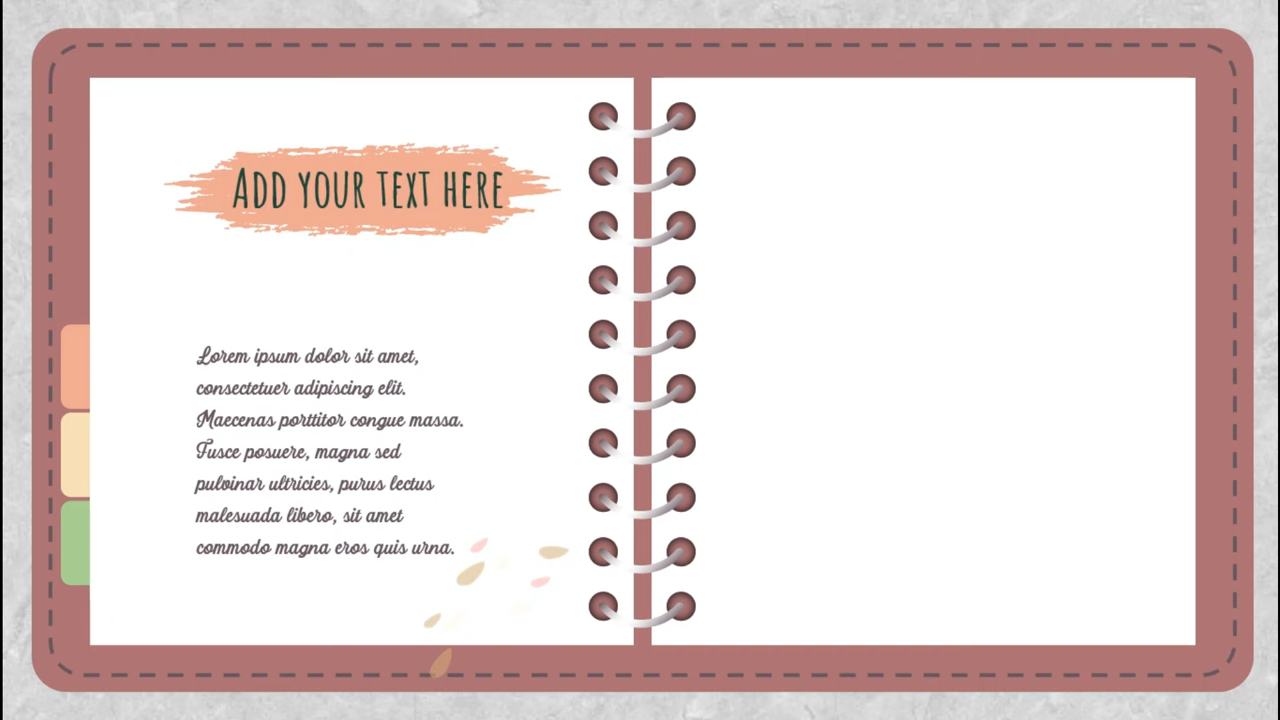 Add your text here
Lorem ipsum dolor sit amet,
consectetuer adipiscing elit.
Maecenas porttitor congue massa.
Fusce posuere, magna sed
pulvinar ultricies, purus lectus
malesuada libero, sit amet
commodo magna eros quis urna.